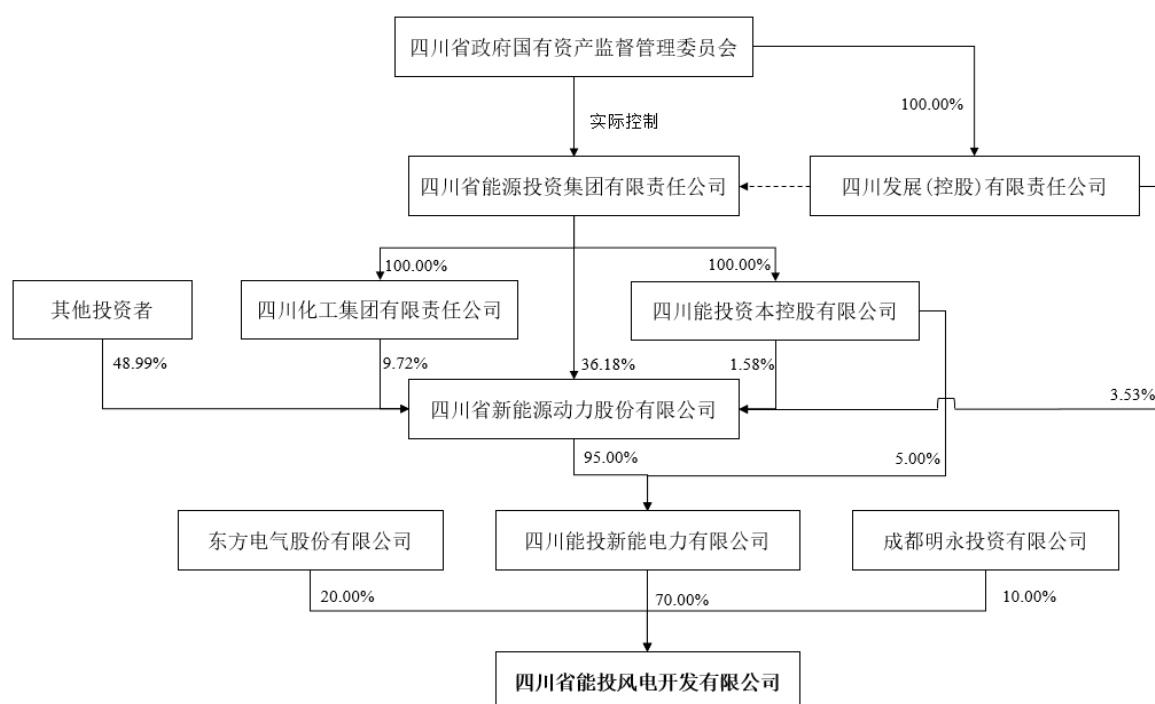 四川省政府国有资产监督管理委员会
实际控制
100.00%
四川省能源投资集团有限责任公司
四川发展(控股)有限责任公司
100.00%
100.00%
其他投资者
四川化工集团有限责任公司
四川能投资本控股有限公司
48.99%
9.72%
36.18%
1.58%
3.53%
四川省新能源动力股份有限公司
95.00%
5.00%
东方电气股份有限公司
四川能投新能电力有限公司
成都明永投资有限公司
20.00%
70.00%
10.00%
四川省能投风电开发有限公司